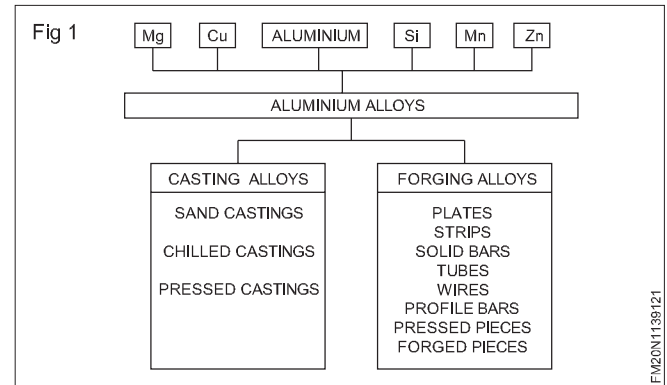 Fig 1
Mg Cu ALUMINIUM Si Mn Zn
ALUMINIUM ALLOYS
CASTING ALLOYS
SAND CASTINGS
CHILLED CASTINGS
PRESSED CASTINGS
FORGING ALLOYS
PLATES
STRIPS
SOLID BARS
TUBES
WIRES
PROFILE BARS
PRESSED PIECES
FORGED PIECES
FM20N1139121